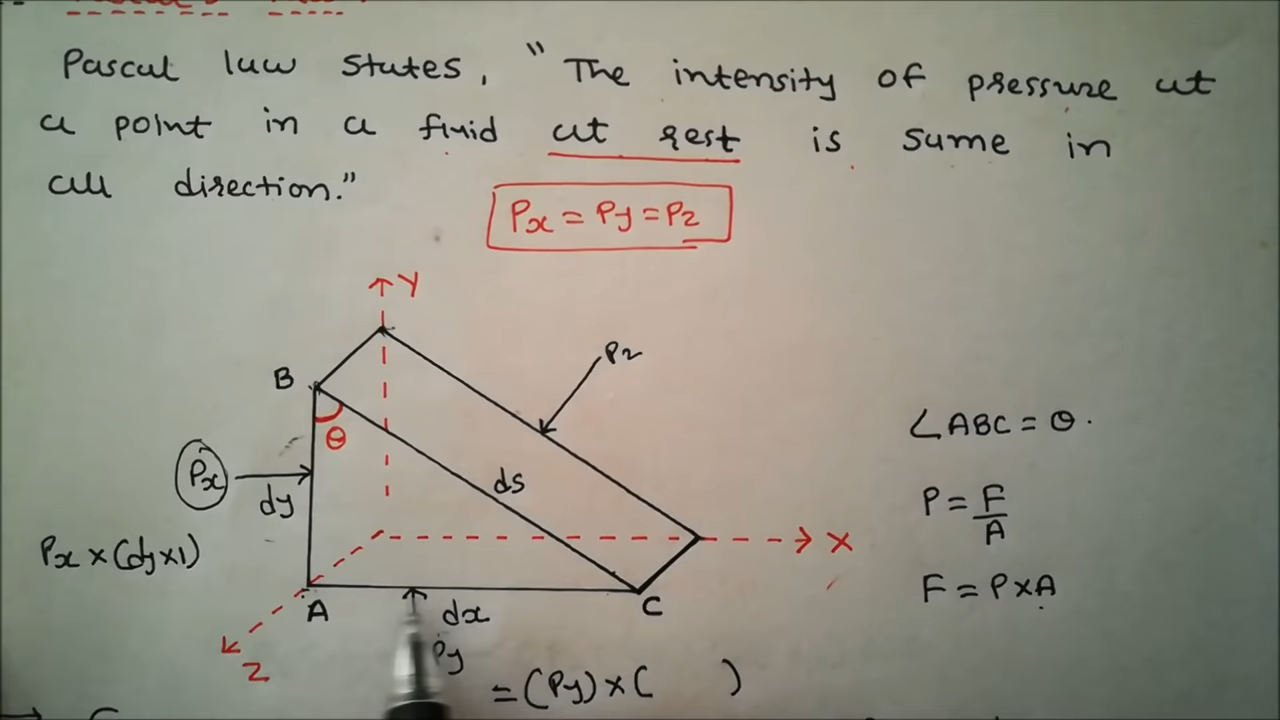 Pascal law states, "The intensity of pressure at
a point in a fluid at rest is same in
all direction."
Px = Py = Pz
Y
B
Pz
θ
∠ABC = θ.
Px
dy
ds
P = F/A
Px × (dy×1)
X
F = P×A
A
dx
C
Z
Py
= (Py) × ( )